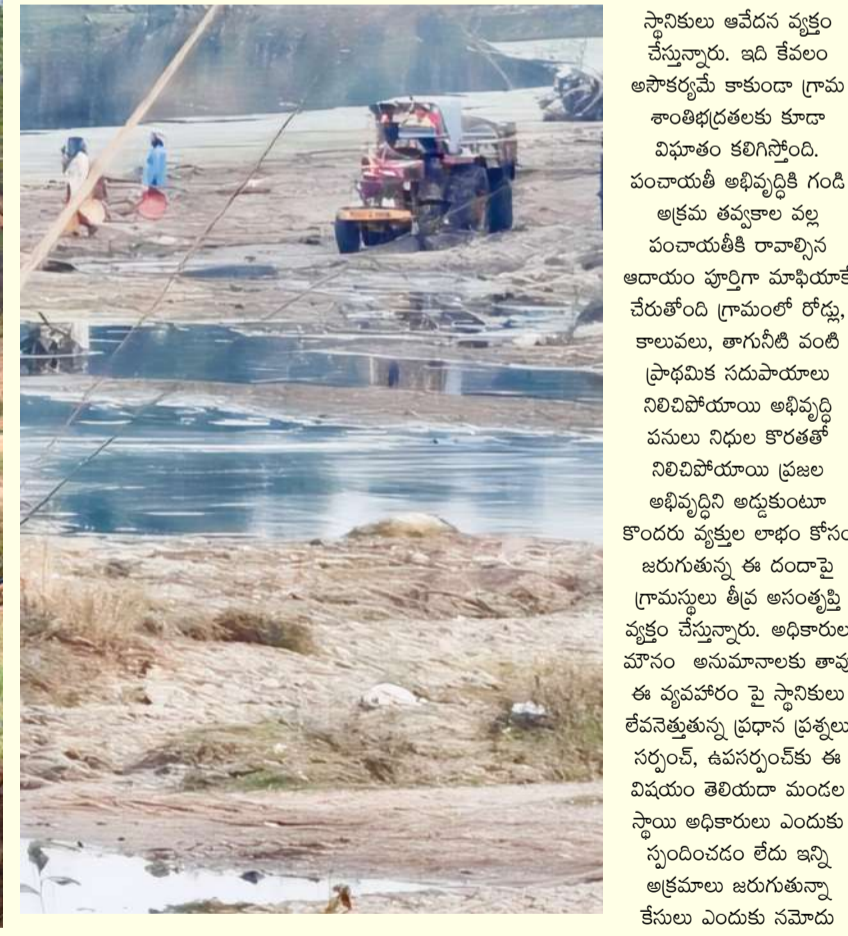 స్థానికులు ఆవేదన వ్యక్తం
చేస్తున్నారు. ఇది కేవలం
అసౌకర్యమే కాకుండా గ్రామ
శాంతిభద్రతలకు కూడా
విఘాతం కలిగిస్తోంది.
పంచాయతీ అభివృద్ధికి గండి
అక్రమ తవ్వకాల వల్ల
పంచాయతీకి రావాల్సిన
ఆదాయం పూర్తిగా మాఫియాకే
చేరుతోంది గ్రామంలో రోడ్లు,
కాలువలు, తాగునీటి వంటి
ప్రాథమిక సదుపాయాలు
నిలిచిపోయాయి అభివృద్ధి
పనులు నిధుల కొరతతో
నిలిచిపోయాయి ప్రజల
అభివృద్ధిని అడ్డుకుంటూ
కొందరు వ్యక్తుల లాభం కోసం
జరుగుతున్న ఈ దందాపై
గ్రామస్థులు తీవ్ర అసంతృప్తి
వ్యక్తం చేస్తున్నారు. అధికారుల
మౌనం అనుమానాలకు తావు
ఈ వ్యవహారం పై స్థానికులు
లేవనెత్తుతున్న ప్రధాన ప్రశ్నలు
సర్పంచ్, ఉపసర్పంచ్‌కు ఈ
విషయం తెలియదా మండల
స్థాయి అధికారులు ఎందుకు
స్పందించడం లేదు ఇన్ని
అక్రమాలు జరుగుతున్నా
కేసులు ఎందుకు నమోదు